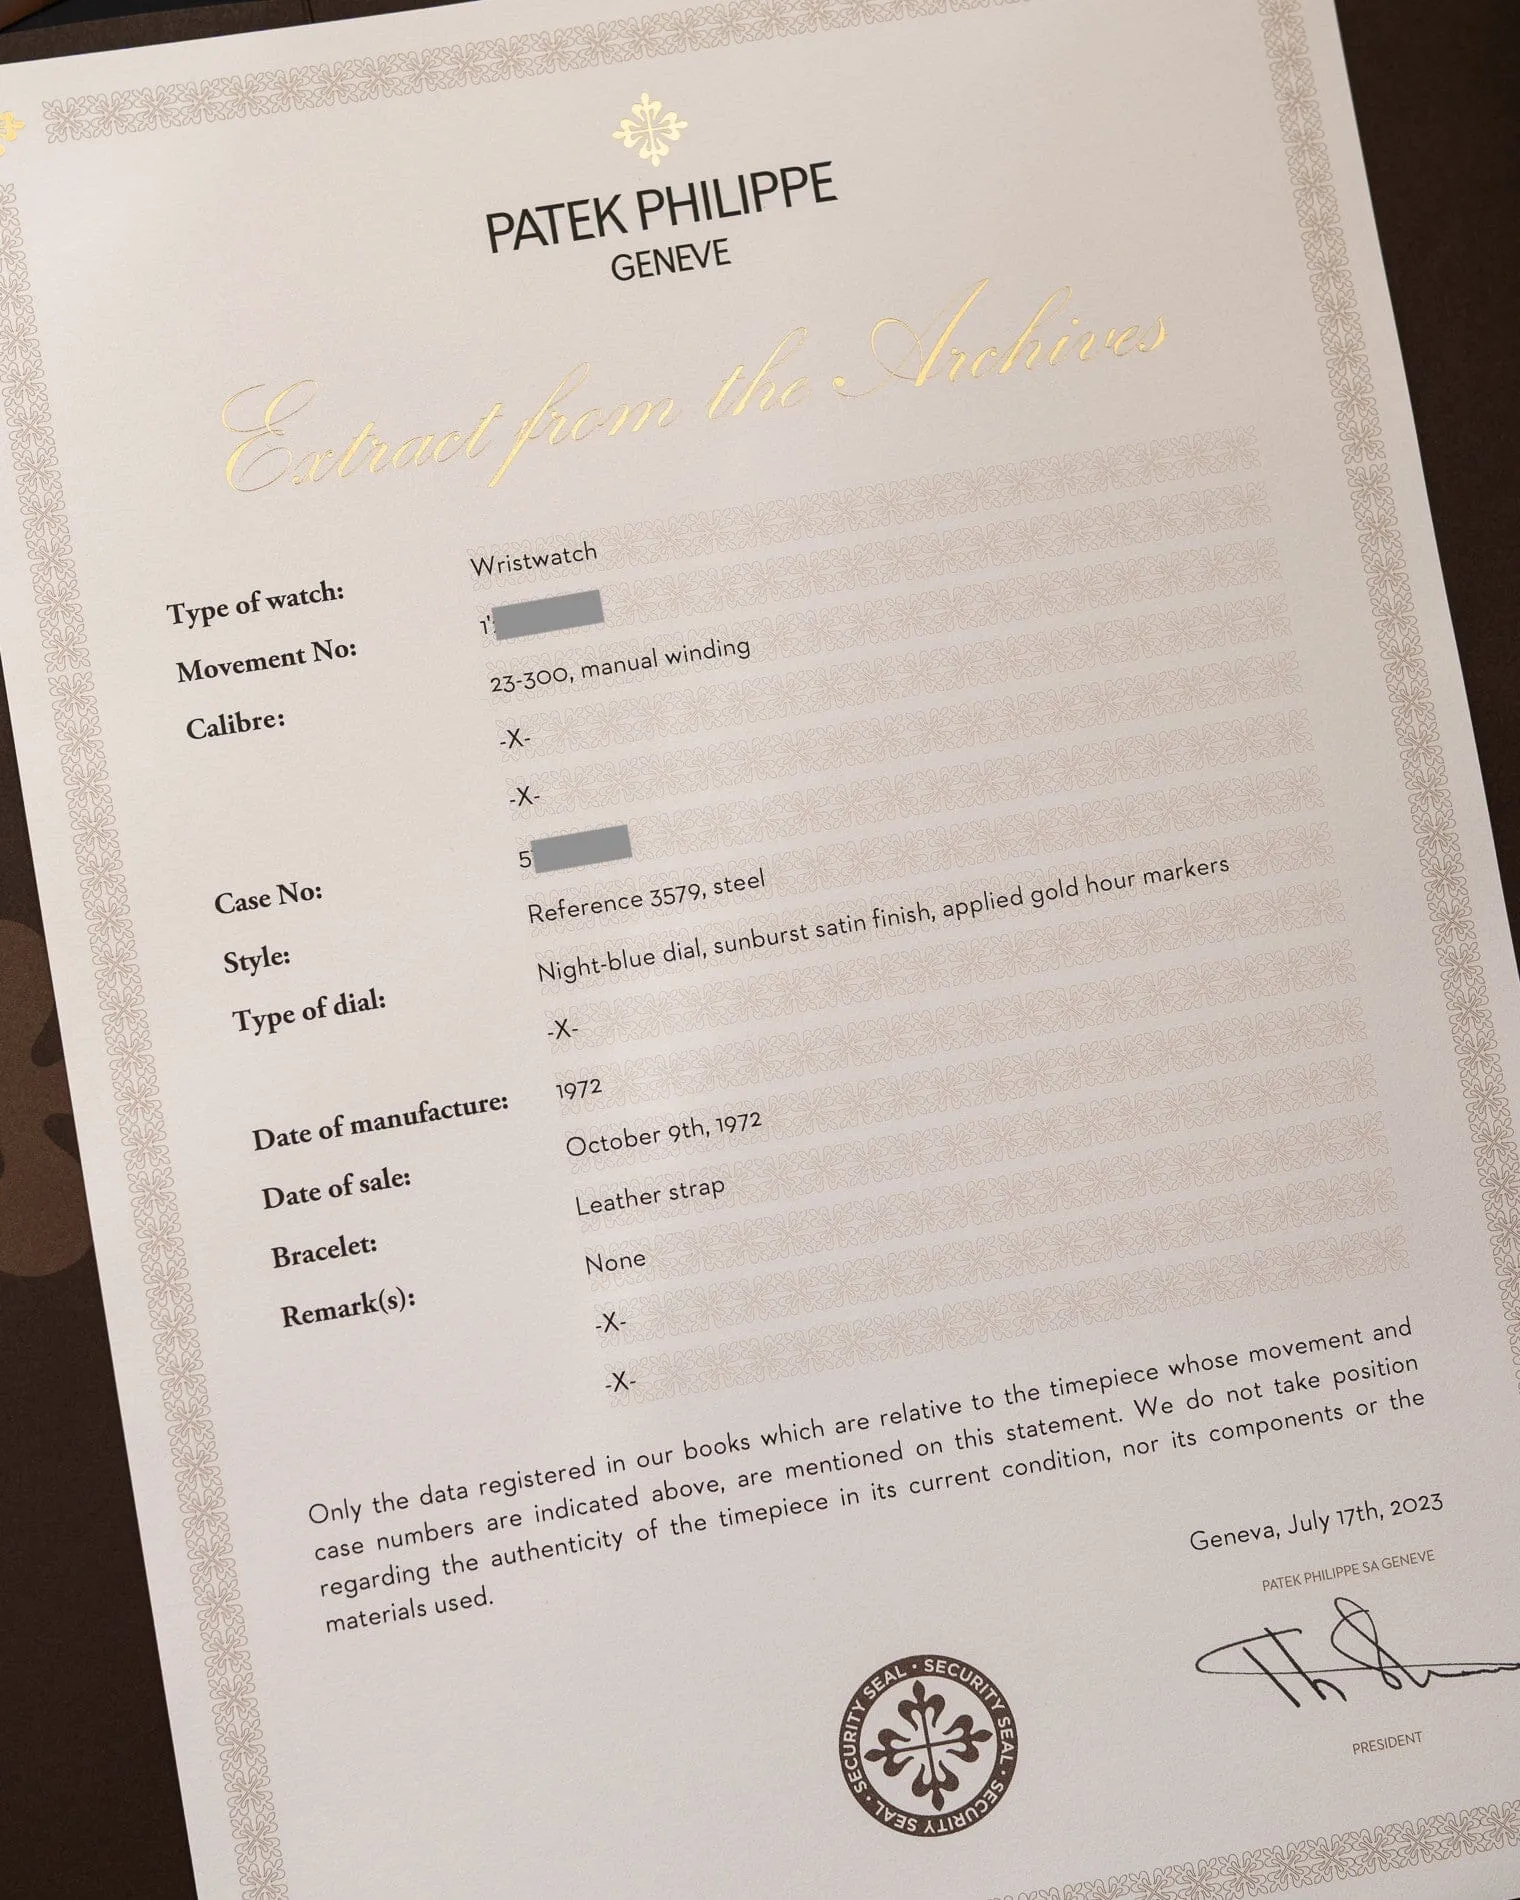 PATEK PHILIPPE
GENEVE
Extract from the Archives
Type of watch: Wristwatch
Movement No: 1'
Calibre: 23-300, manual winding
-X-
-X-
Case No: 5
Style: Reference 3579, steel
Type of dial: Night-blue dial, sunburst satin finish, applied gold hour markers
-X-
Date of manufacture: 1972
Date of sale: October 9th, 1972
Bracelet: Leather strap
Remark(s): None
-X-
-X-
Only the data registered in our books which are relative to the timepiece whose movement and
case numbers are indicated above, are mentioned on this statement. We do not take position
regarding the authenticity of the timepiece in its current condition, nor its components or the
materials used.
Geneva, July 17th, 2023
PATEK PHILIPPE SA GENEVE
PRESIDENT
SECURITY SEAL · SECURITY SEAL · SECURITY SEAL ·